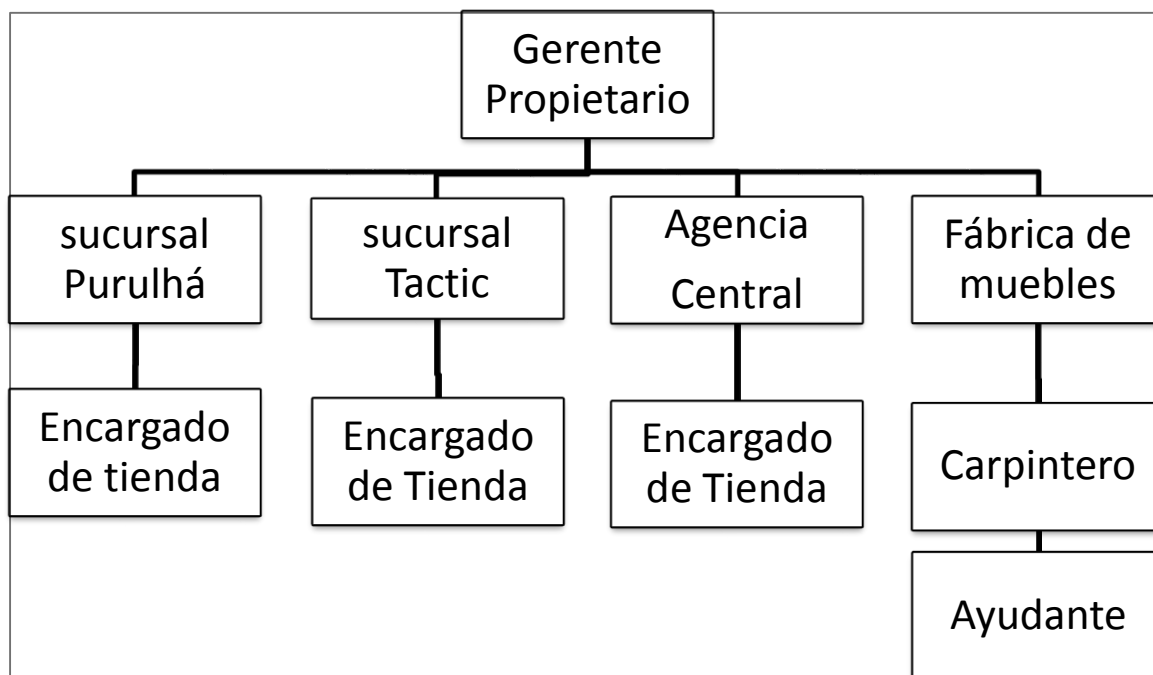 Gerente
Propietario
sucursal
Purulhá
sucursal
Tactic
Agencia
Central
Fábrica de
muebles
Encargado
de tienda
Encargado
de Tienda
Encargado
de Tienda
Carpintero
Ayudante